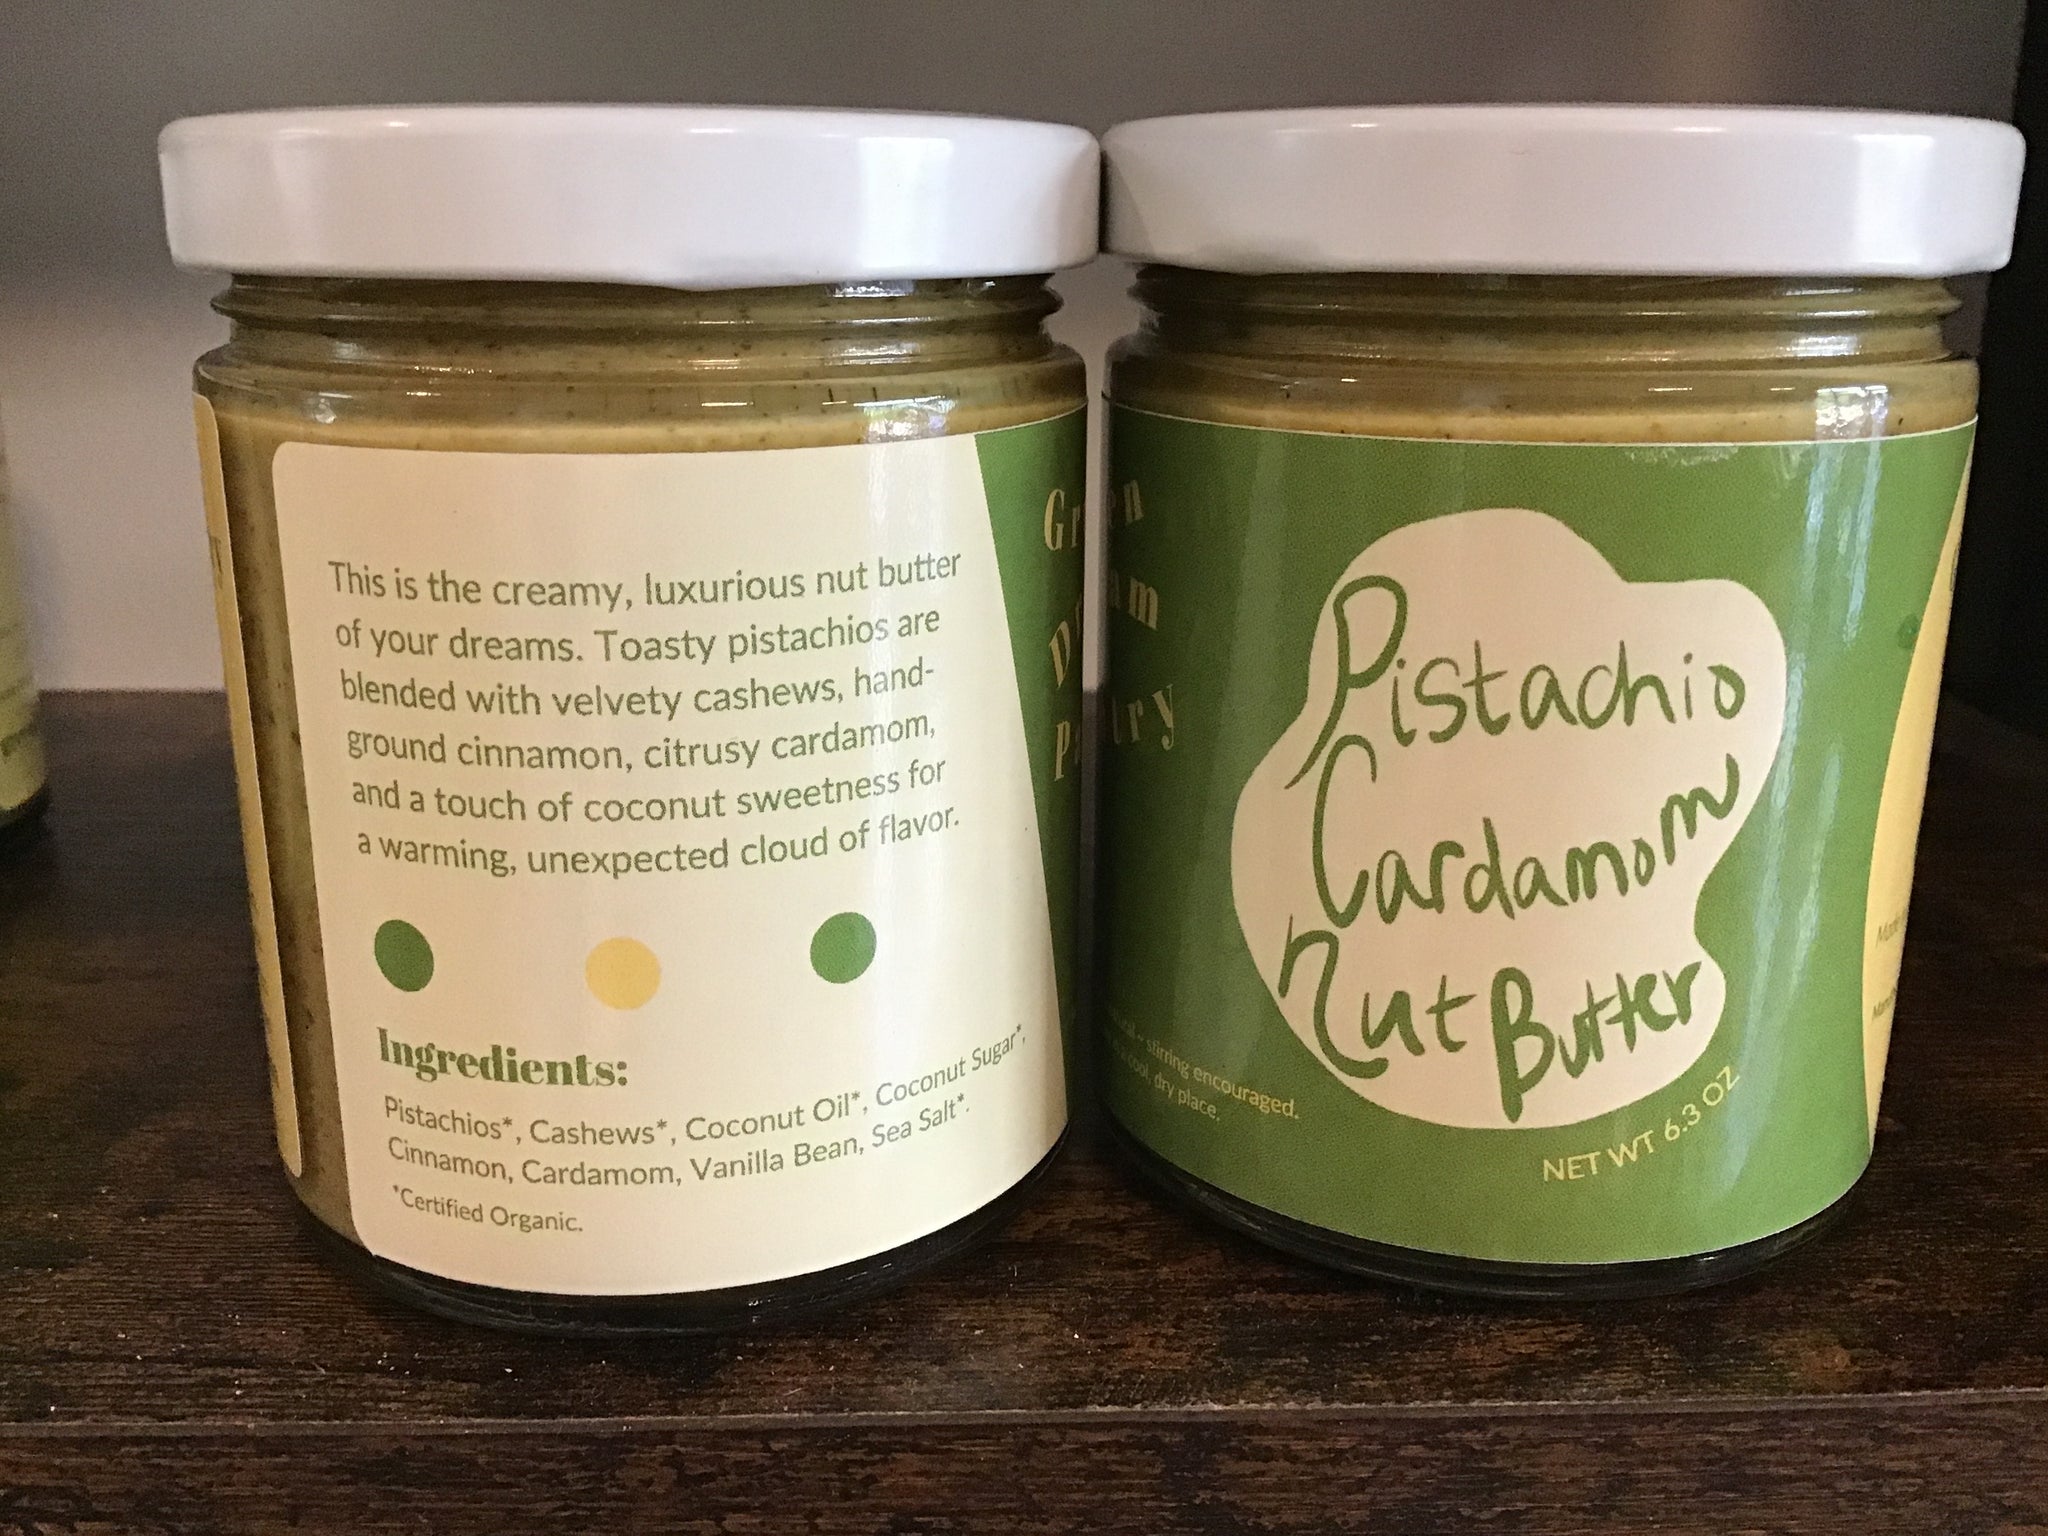 This is the creamy, luxurious nut butter
of your dreams. Toasty pistachios are
blended with velvety cashews, hand-
ground cinnamon, citrusy cardamom,
and a touch of coconut sweetness for
a warming, unexpected cloud of flavor.
Ingredients:
Pistachios*, Cashews*, Coconut Oil*, Coconut Sugar*,
Cinnamon, Cardamom, Vanilla Bean, Sea Salt*.
*Certified Organic.
Pistachio
Cardamom
Nut Butter
NET WT 6.3 OZ
stirring encouraged.
cool, dry place.